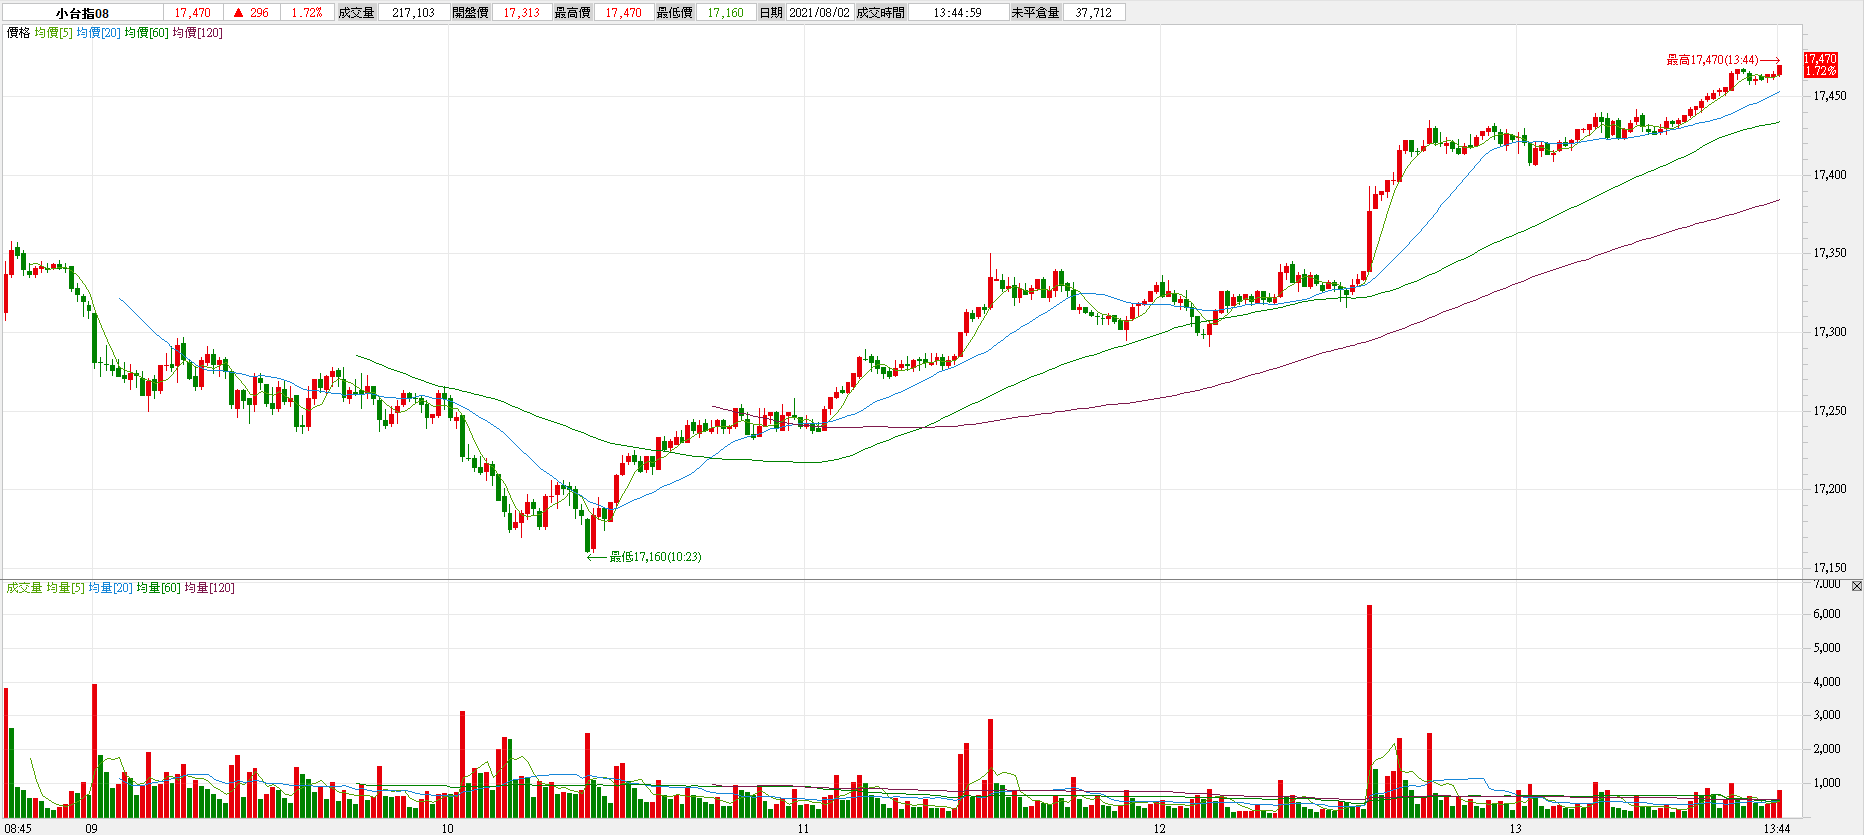 小台指08 17,470 ▲ 296 1.72% 成交量 217,103 開盤價 17,313 最高價 17,470 最低價 17,160 日期 2021/08/02 成交時間 13:44:59 未平倉量 37,712
價格 均價[5] 均價[20] 均價[60] 均價[120]
最高17,470(13:44)
17,470
1.72%
17,450
17,400
17,350
17,300
17,250
17,200
最低17,160(10:23)
17,150
成交量 均量[5] 均量[20] 均量[60] 均量[120]
7,000
6,000
5,000
4,000
3,000
2,000
1,000
08:45 09 10 11 12 13 13:44